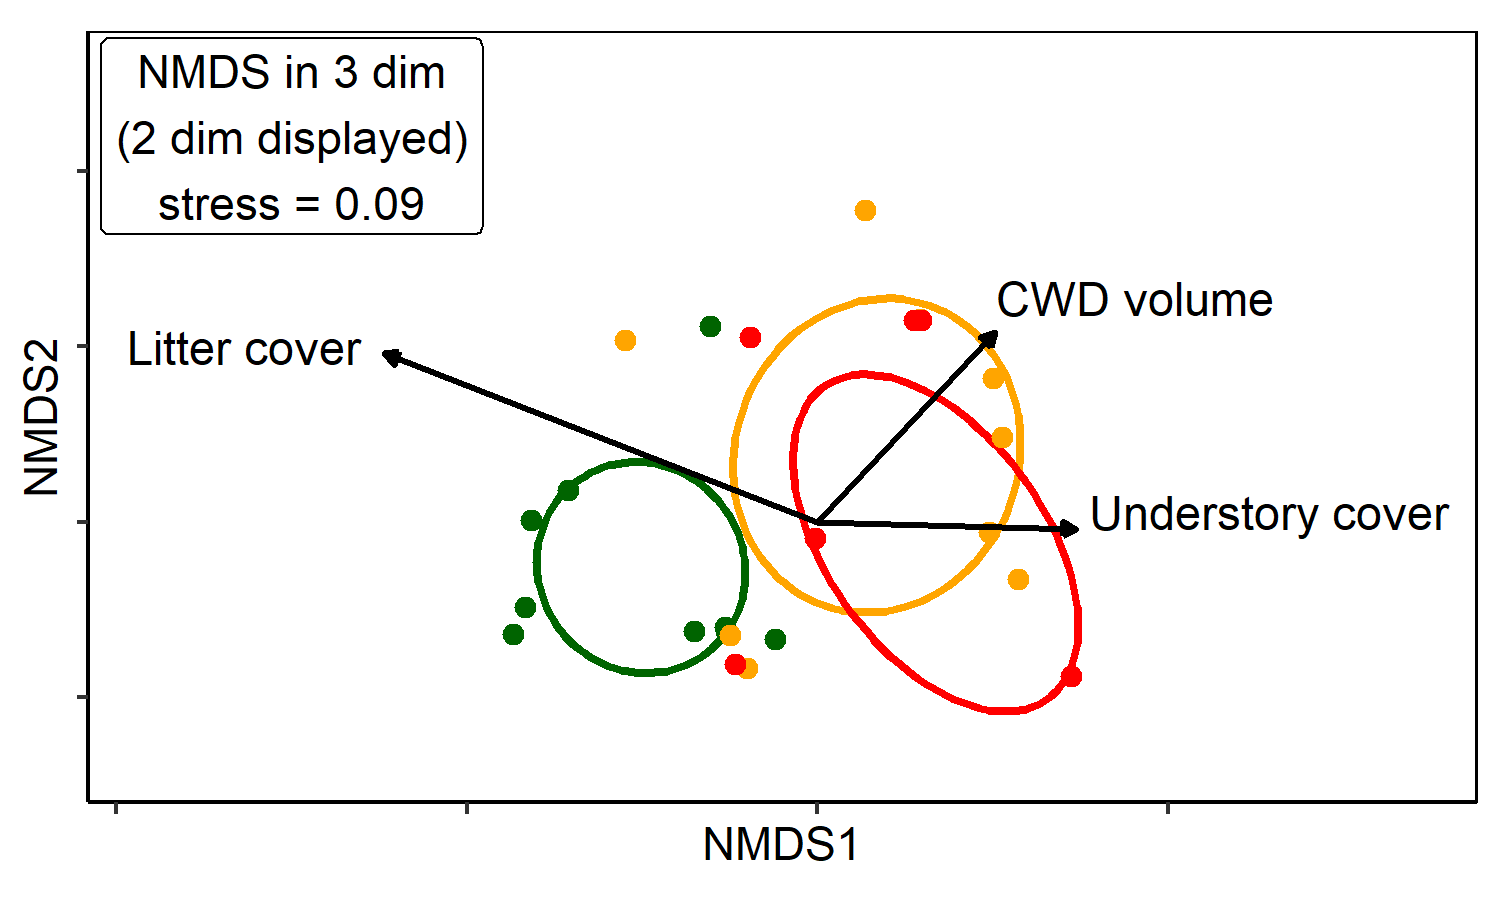 NMDS in 3 dim
(2 dim displayed)
stress = 0.09
CWD volume
Litter cover
Understory cover
NMDS2
NMDS1